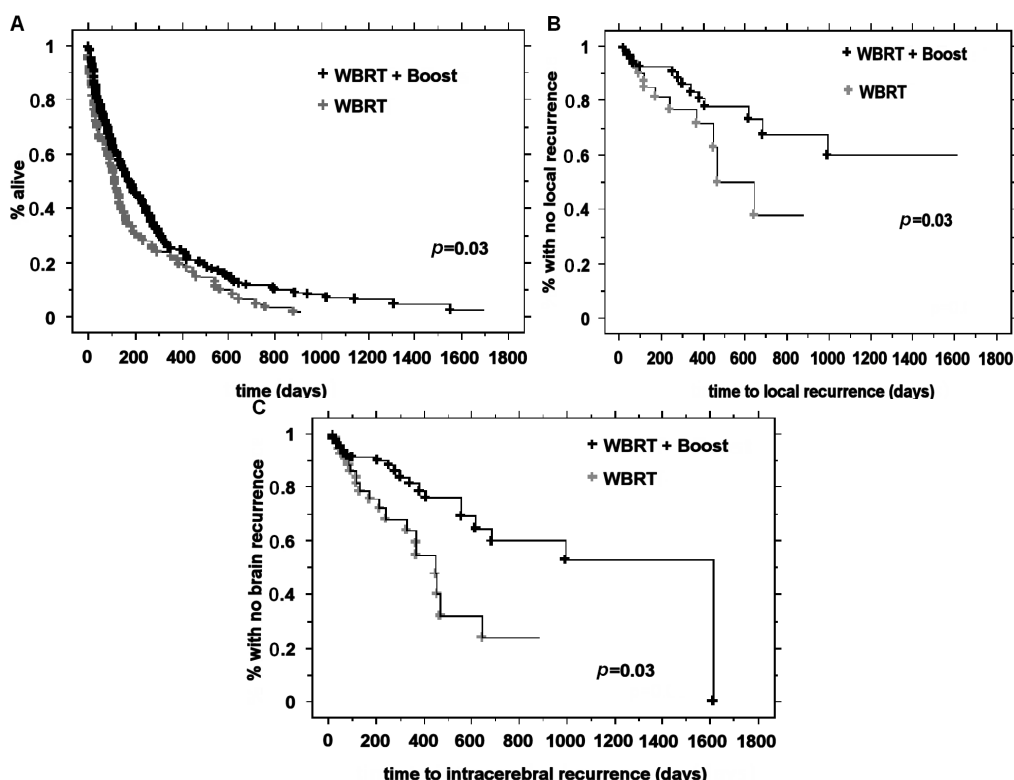 A
% alive
1
0.8
0.6
0.4
0.2
0
WBRT + Boost
WBRT
p=0.03
0 200 400 600 800 1000 1200 1400 1600 1800
time (days)
B
% with no local recurrence
1
0.8
0.6
0.4
0.2
0
WBRT + Boost
WBRT
p=0.03
0 200 400 600 800 1000 1200 1400 1600 1800
time to local recurrence (days)
C
% with no brain recurrence
1
0.8
0.6
0.4
0.2
0
WBRT + Boost
WBRT
p=0.03
0 200 400 600 800 1000 1200 1400 1600 1800
time to intracerebral recurrence (days)